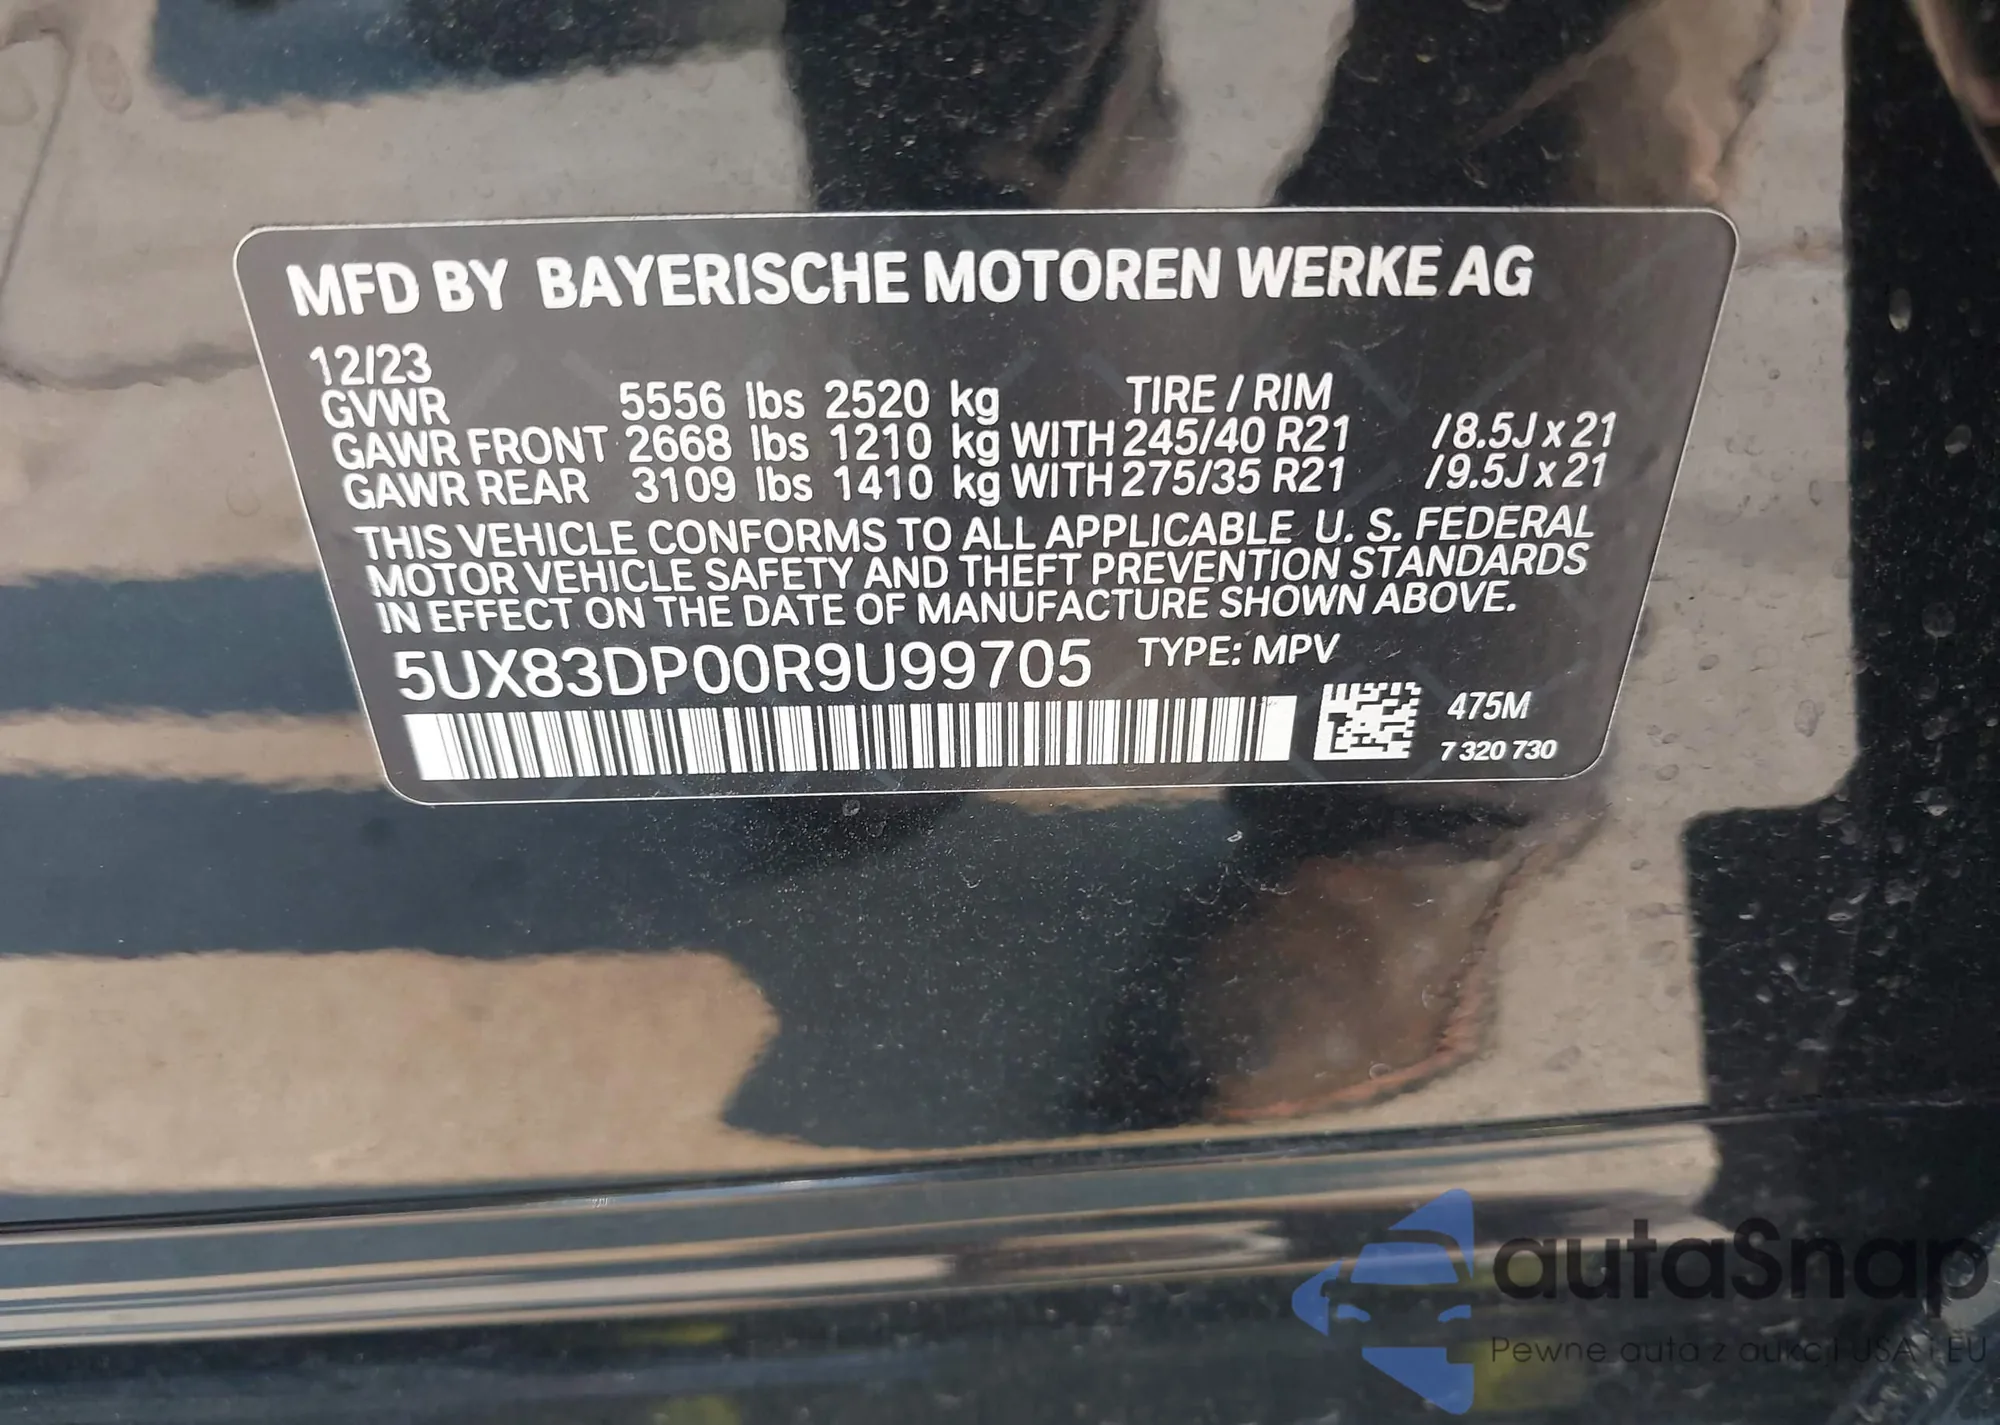 MFD BY BAYERISCHE MOTOREN WERKE AG
12/23
GVWR 5556 lbs 2520 kg TIRE / RIM
GAWR FRONT 2668 lbs 1210 kg WITH 245/40 R21 /8.5J x 21
GAWR REAR 3109 lbs 1410 kg WITH 275/35 R21 /9.5J x 21
THIS VEHICLE CONFORMS TO ALL APPLICABLE U. S. FEDERAL
MOTOR VEHICLE SAFETY AND THEFT PREVENTION STANDARDS
IN EFFECT ON THE DATE OF MANUFACTURE SHOWN ABOVE.
5UX83DP00R9U99705 TYPE: MPV
475M
7 320 730
autaSnap
Pewne auta z aukcji USA i EU